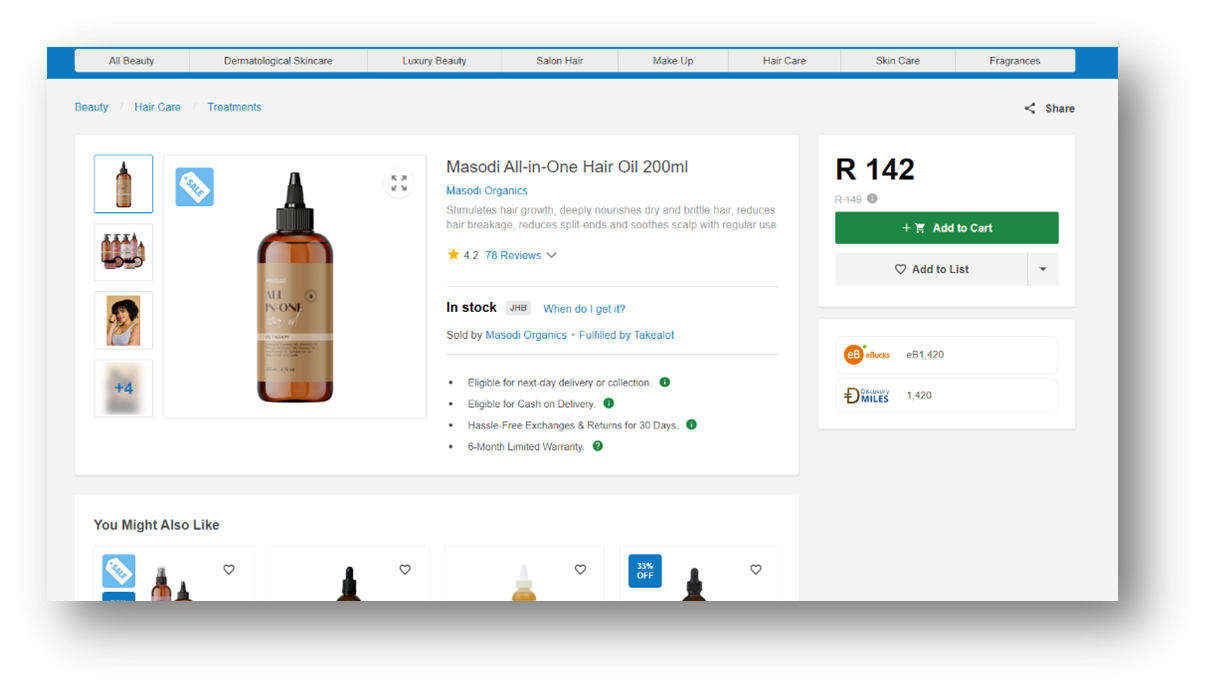 All Beauty
Dermatological Skincare
Luxury Beauty
Salon Hair
Make Up
Hair Care
Skin Care
Fragrances
Beauty / Hair Care / Treatments
Share
SALE
+4
ALL
IN-ONE
OIL THERAPY
Masodi All-in-One Hair Oil 200ml
Masodi Organics
Stimulates hair growth, deeply nourishes dry and brittle hair, reduces
hair breakage, reduces split-ends and soothes scalp with regular use
4.2 78 Reviews
In stock JHB When do I get it?
Sold by Masodi Organics • Fulfilled by Takealot
• Eligible for next-day delivery or collection.
• Eligible for Cash on Delivery.
• Hassle-Free Exchanges & Returns for 30 Days.
• 6-Month Limited Warranty.
R 142
R 149
+ Add to Cart
Add to List
eB eBucks eB1,420
Discovery
MILES 1,420
You Might Also Like
SALE
33%
OFF